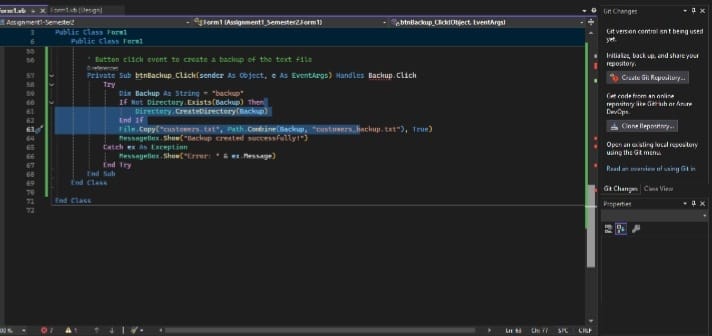 Form1.vb
Form1.vb [Design]
Assignment1_Semester2
Form1 (Assignment1_Semester2.Form1)
btnBackup_Click(Object, EventArgs)
3 Public Class Form1
6 Public Class Form1
55
56 ' Button click event to create a backup of the text file
0 references
57 Private Sub btnBackup_Click(sender As Object, e As EventArgs) Handles Backup.Click
58 Try
59 Dim Backup As String = "backup"
60 If Not Directory.Exists(Backup) Then
61 Directory.CreateDirectory(Backup)
62 End If
63 File.Copy("customers.txt", Path.Combine(Backup, "customers_backup.txt"), True)
64 MessageBox.Show("Backup created successfully!")
65 Catch ex As Exception
66 MessageBox.Show("Error: " & ex.Message)
67 End Try
68 End Sub
69 End Class
70
71 End Class
72
Git Changes
Git version control isn't being used
yet.
Initialize, back up, and share your
repository.
Create Git Repository...
Get code from an online
repository like GitHub or Azure
DevOps.
Clone Repository...
Open an existing local repository
using the Git menu.
Read an overview of using Git in
Git Changes Class View
Properties
00 % 7 1 Ln: 63 Ch: 77 SPC CRLF